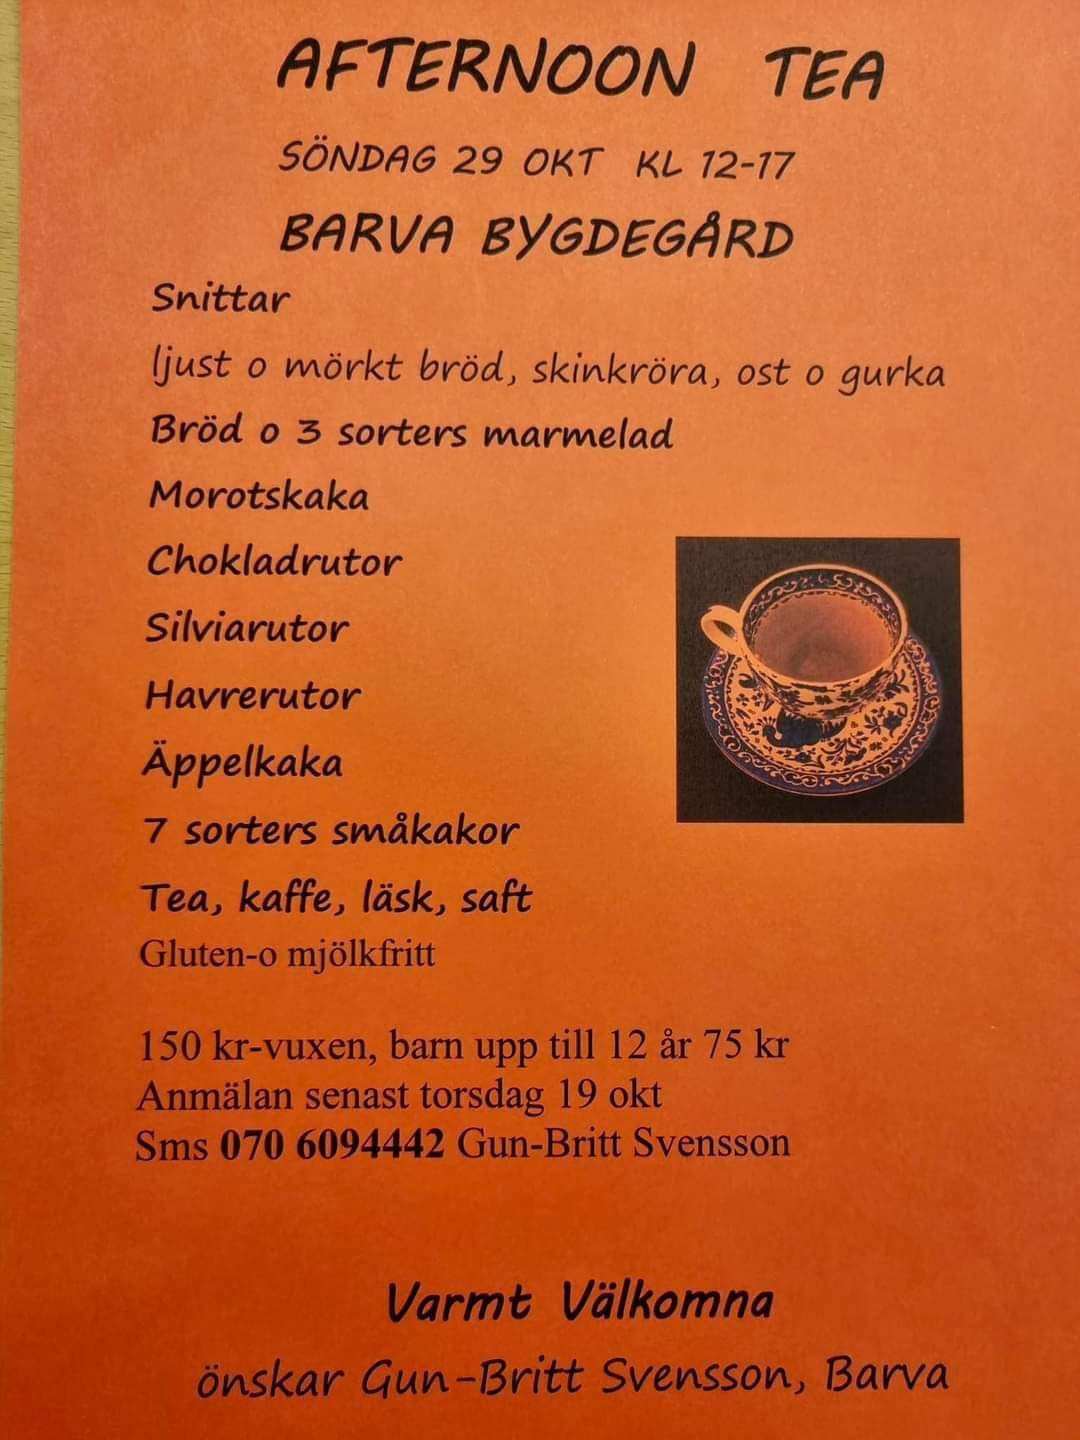 AFTERNOON TEA
SÖNDAG 29 OKT KL 12-17
BARVA BYGDEGÅRD
Snittar
ljust o mörkt bröd, skinkröra, ost o gurka
Bröd o 3 sorters marmelad
Morotskaka
Chokladrutor
Silviarutor
Havrerutor
Äppelkaka
7 sorters småkakor
Tea, kaffe, läsk, saft
Gluten-o mjölkfritt
150 kr-vuxen, barn upp till 12 år 75 kr
Anmälan senast torsdag 19 okt
Sms 070 6094442 Gun-Britt Svensson
Varmt Välkomna
önskar Gun-Britt Svensson, Barva